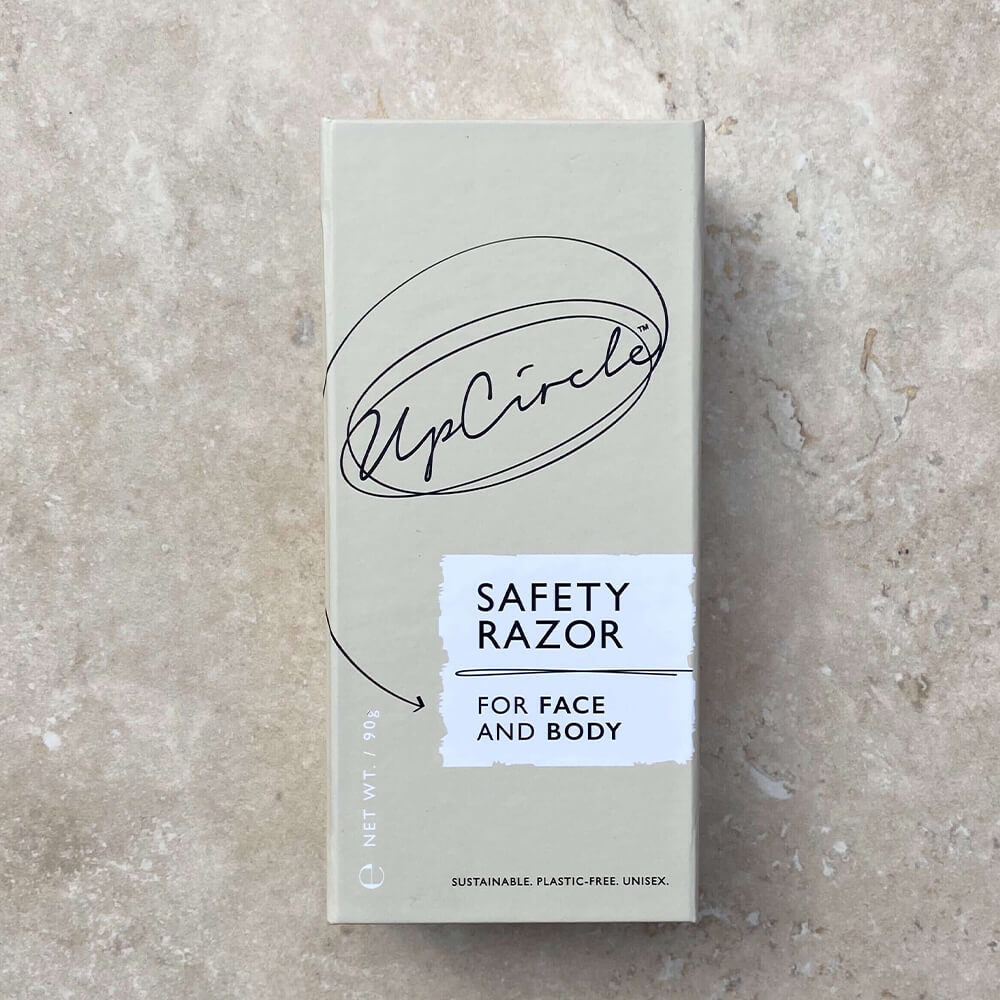 UpCircle™
SAFETY
RAZOR
FOR FACE
AND BODY
e NET WT. / 90g
SUSTAINABLE. PLASTIC-FREE. UNISEX.